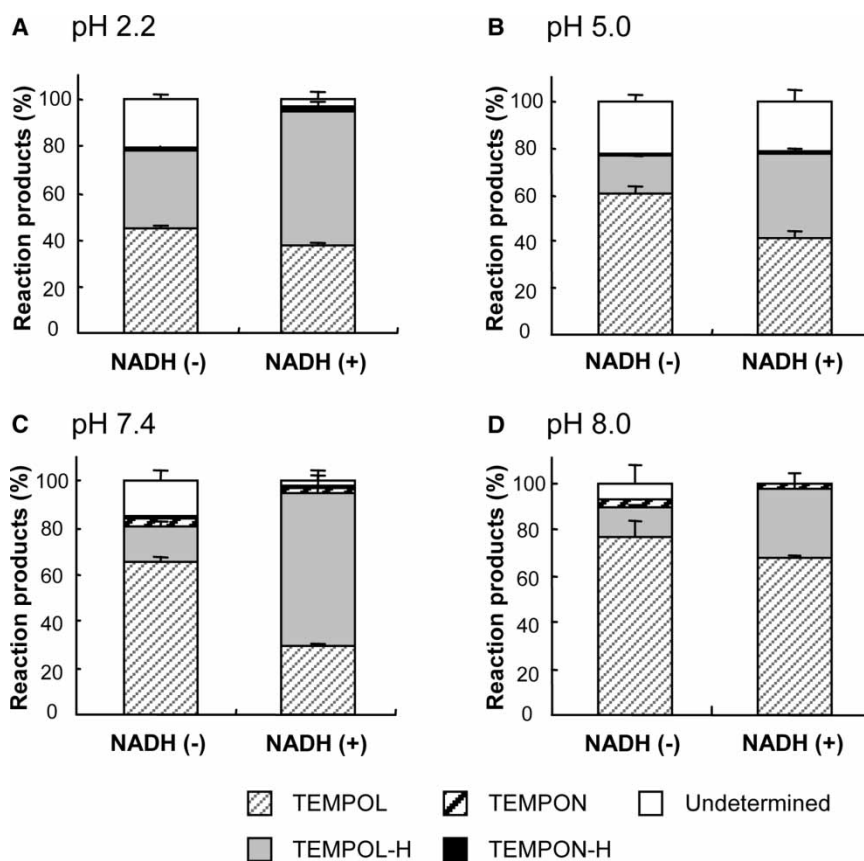 A pH 2.2
B pH 5.0
Reaction products (%)
100
80
60
40
20
0
NADH (-) NADH (+)
Reaction products (%)
100
80
60
40
20
0
NADH (-) NADH (+)
C pH 7.4
D pH 8.0
Reaction products (%)
100
80
60
40
20
0
NADH (-) NADH (+)
Reaction products (%)
100
80
60
40
20
0
NADH (-) NADH (+)
TEMPOL TEMPON Undetermined
TEMPOL-H TEMPON-H